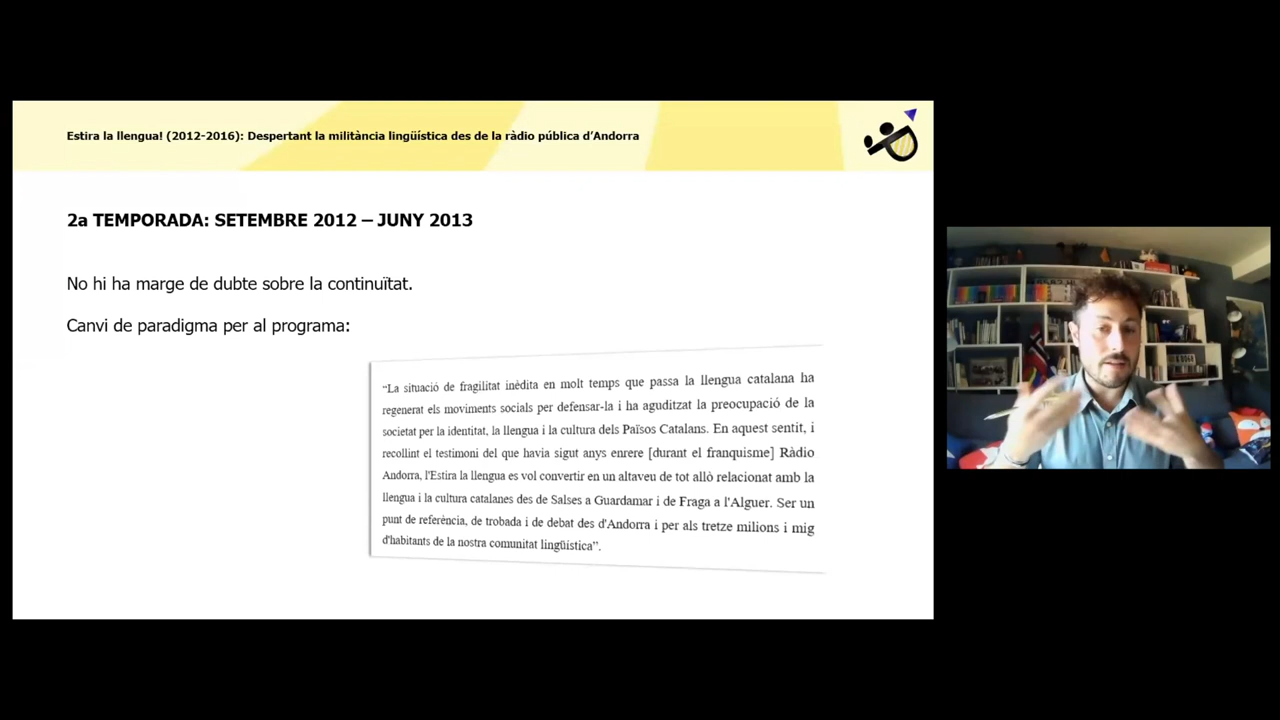 Estira la llengua! (2012-2016): Despertant la militància lingüística des de la ràdio pública d'Andorra
2a TEMPORADA: SETEMBRE 2012 – JUNY 2013
No hi ha marge de dubte sobre la continuïtat.
Canvi de paradigma per al programa:
“La situació de fragilitat inèdita en molt temps que passa la llengua catalana ha
regenerat els moviments socials per defensar-la i ha aguditzat la preocupació de la
societat per la identitat, la llengua i la cultura dels Països Catalans. En aquest sentit, i
recollint el testimoni del que havia sigut anys enrere [durant el franquisme] Ràdio
Andorra, l'Estira la llengua es vol convertir en un altaveu de tot allò relacionat amb la
llengua i la cultura catalanes des de Salses a Guardamar i de Fraga a l'Alguer. Ser un
punt de referència, de trobada i de debat des d'Andorra i per als tretze milions i mig
d'habitants de la nostra comunitat lingüística”.